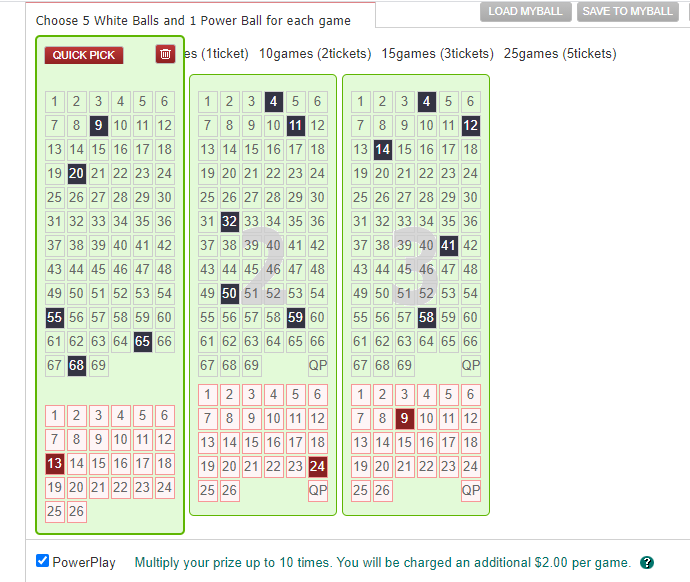 Choose 5 White Balls and 1 Power Ball for each game
LOAD MYBALL SAVE TO MYBALL
QUICK PICK
es (1ticket) 10games (2tickets) 15games (3tickets) 25games (5tickets)
1 2 3 4 5 6
7 8 9 10 11 12
13 14 15 16 17 18
19 20 21 22 23 24
25 26 27 28 29 30
31 32 33 34 35 36
37 38 39 40 41 42
43 44 45 46 47 48
49 50 51 52 53 54
55 56 57 58 59 60
61 62 63 64 65 66
67 68 69
1 2 3 4 5 6
7 8 9 10 11 12
13 14 15 16 17 18
19 20 21 22 23 24
25 26
2
1 2 3 4 5 6
7 8 9 10 11 12
13 14 15 16 17 18
19 20 21 22 23 24
25 26 27 28 29 30
31 32 33 34 35 36
37 38 39 40 41 42
43 44 45 46 47 48
49 50 51 52 53 54
55 56 57 58 59 60
61 62 63 64 65 66
67 68 69 QP
1 2 3 4 5 6
7 8 9 10 11 12
13 14 15 16 17 18
19 20 21 22 23 24
25 26 QP
3
1 2 3 4 5 6
7 8 9 10 11 12
13 14 15 16 17 18
19 20 21 22 23 24
25 26 27 28 29 30
31 32 33 34 35 36
37 38 39 40 41 42
43 44 45 46 47 48
49 50 51 52 53 54
55 56 57 58 59 60
61 62 63 64 65 66
67 68 69 QP
1 2 3 4 5 6
7 8 9 10 11 12
13 14 15 16 17 18
19 20 21 22 23 24
25 26 QP
PowerPlay Multiply your prize up to 10 times. You will be charged an additional $2.00 per game. ?